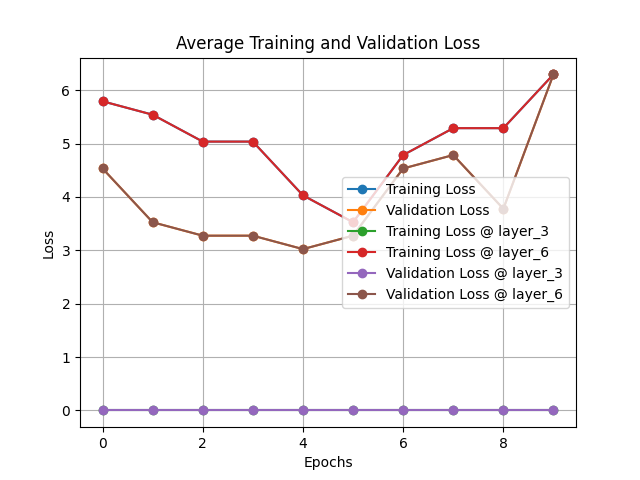 Average Training and Validation Loss
6
5
4
3
2
1
0
Loss
Training Loss
Validation Loss
Training Loss @ layer_3
Training Loss @ layer_6
Validation Loss @ layer_3
Validation Loss @ layer_6
0 2 4 6 8
Epochs